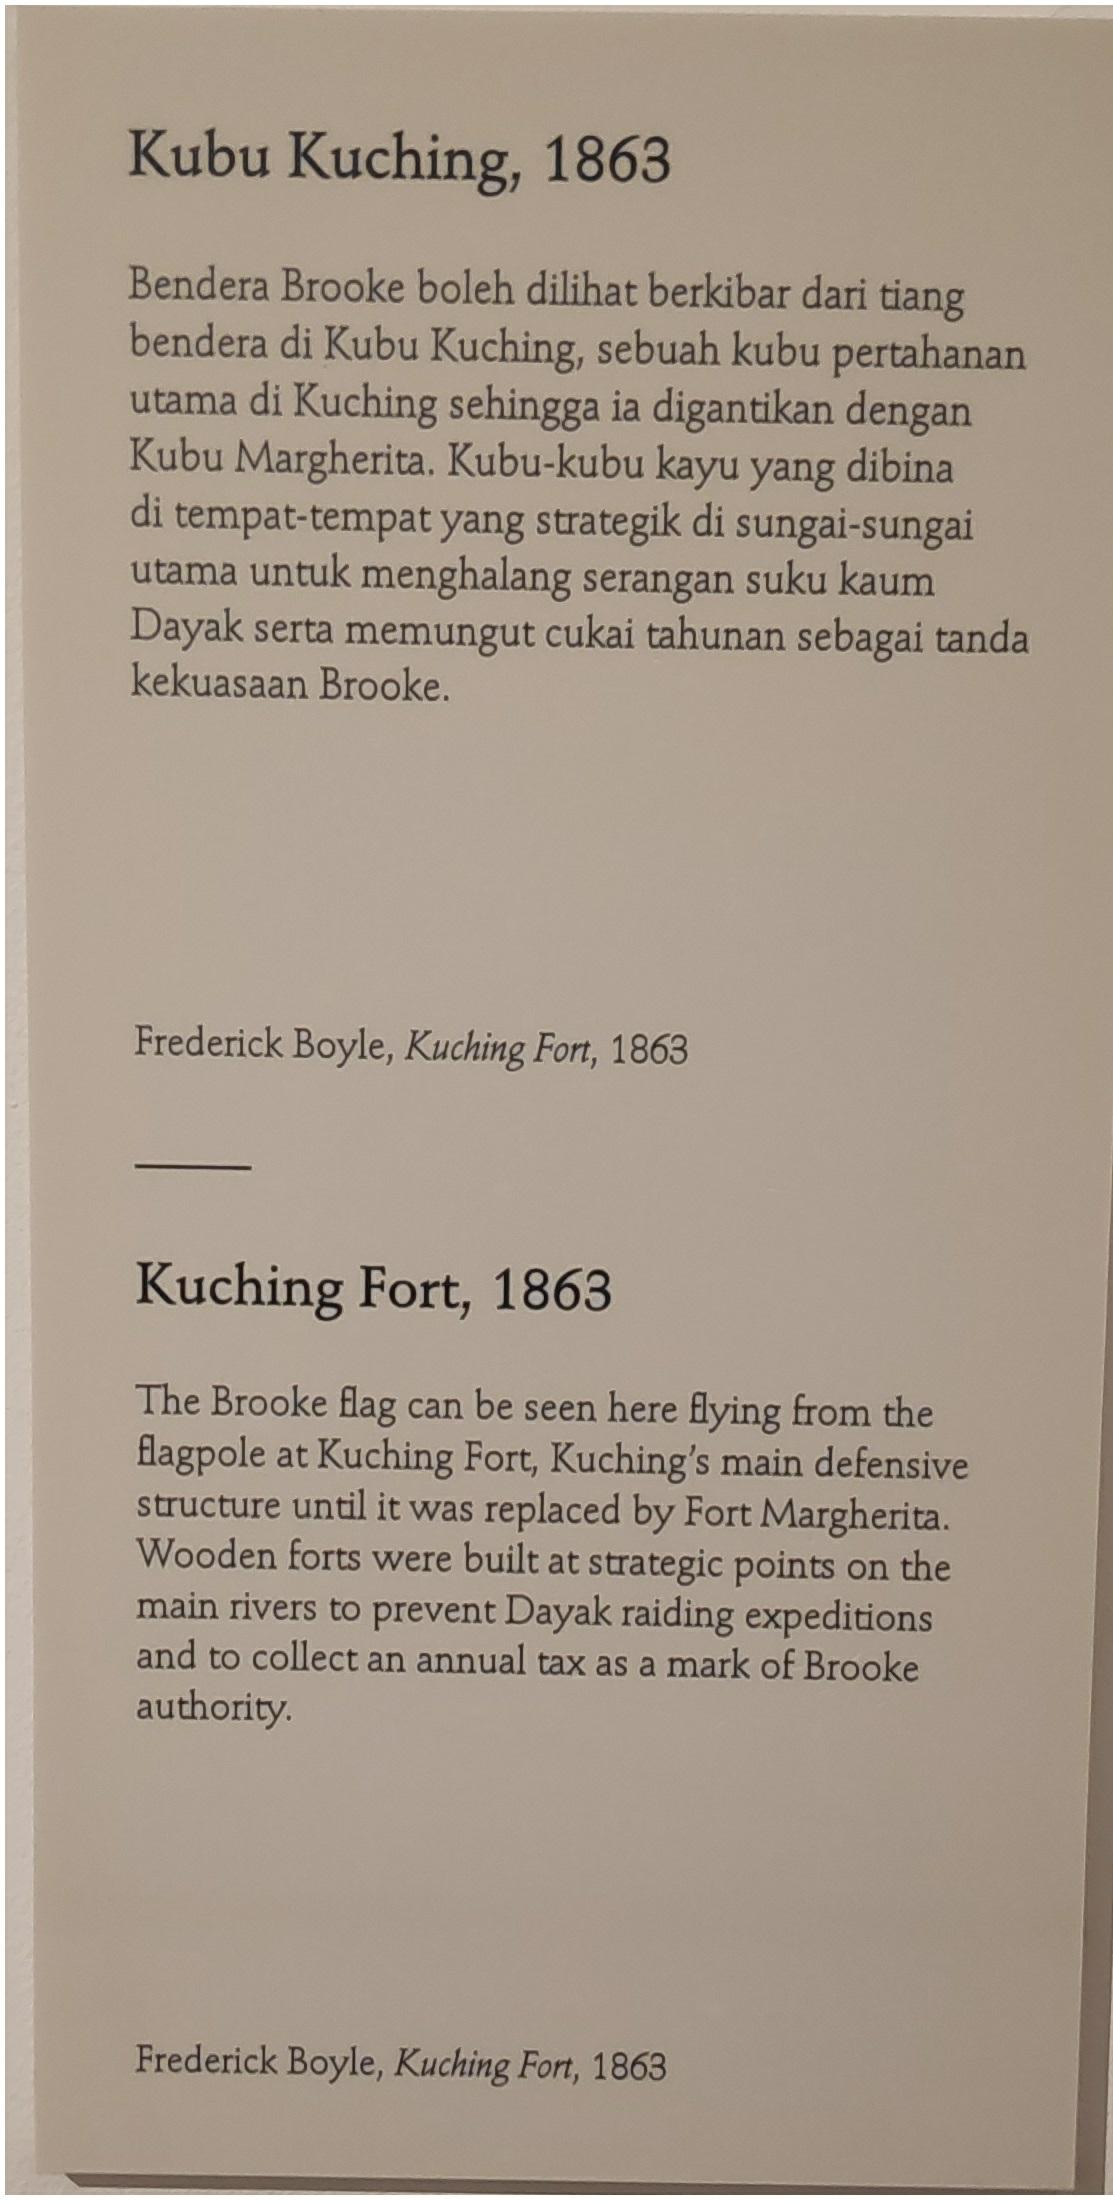 Kubu Kuching, 1863
Bendera Brooke boleh dilihat berkibar dari tiang
bendera di Kubu Kuching, sebuah kubu pertahanan
utama di Kuching sehingga ia digantikan dengan
Kubu Margherita. Kubu-kubu kayu yang dibina
di tempat-tempat yang strategik di sungai-sungai
utama untuk menghalang serangan suku kaum
Dayak serta memungut cukai tahunan sebagai tanda
kekuasaan Brooke.
Frederick Boyle, Kuching Fort, 1863
Kuching Fort, 1863
The Brooke flag can be seen here flying from the
flagpole at Kuching Fort, Kuching's main defensive
structure until it was replaced by Fort Margherita.
Wooden forts were built at strategic points on the
main rivers to prevent Dayak raiding expeditions
and to collect an annual tax as a mark of Brooke
authority.
Frederick Boyle, Kuching Fort, 1863